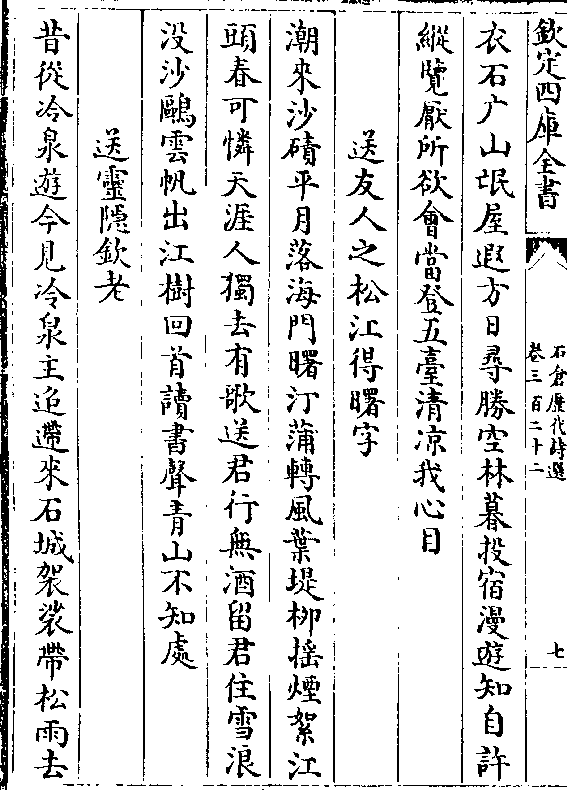 欽定四庫全書
石倉歷代詩選
卷三百二十二
七
衣石广山氓屋遐方日尋勝空林暮投宿漫遊知自許
縱覽厭所欲會當登五臺清凉我心目
送友人之松江得曙字
潮來沙磧平月落海門曙汀蒲轉風葉堤柳搖煙絮江
頭春可憐天涯人獨去有歌送君行無酒留君住雪浪
没沙鷗雲帆出江樹回首讀書聲青山不知處
送靈隱欽老
昔從冷泉遊今見冷泉主迢遰來石城袈裟帶松雨去